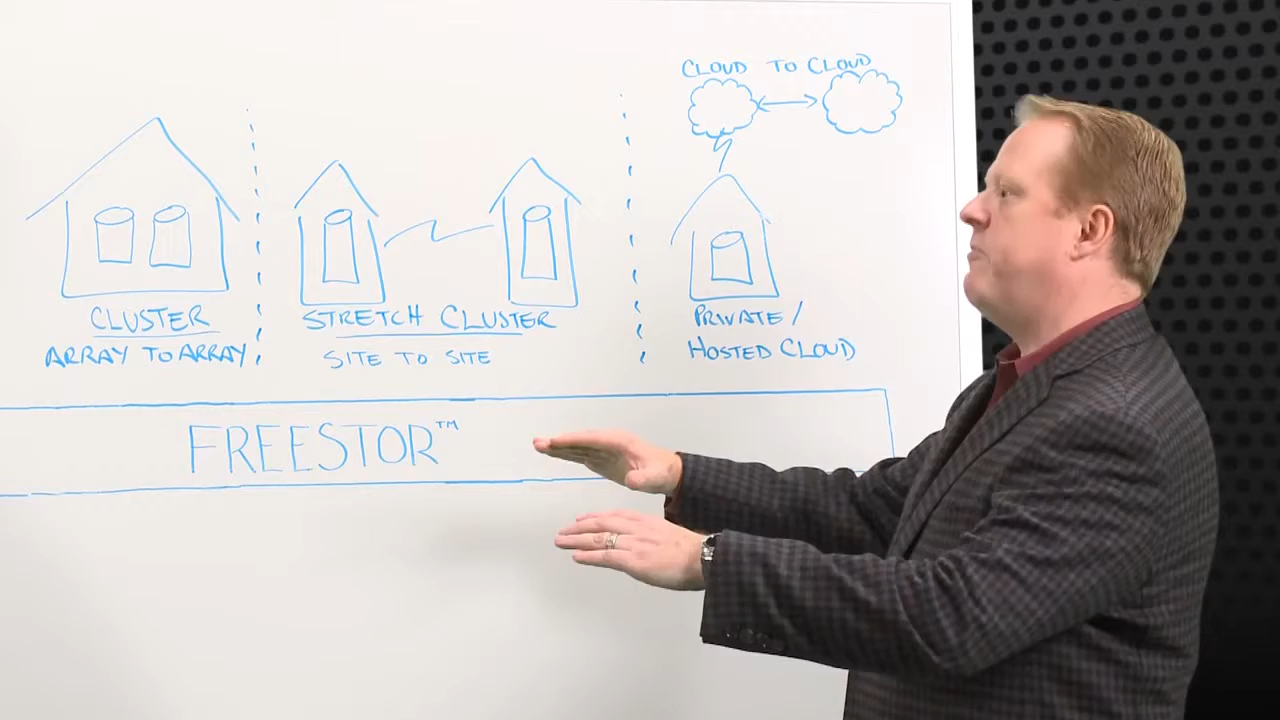 CLOUD TO CLOUD
CLUSTER
ARRAY TO ARRAY
STRETCH CLUSTER
SITE TO SITE
PRIVATE/
HOSTED CLOUD
FREESTOR™